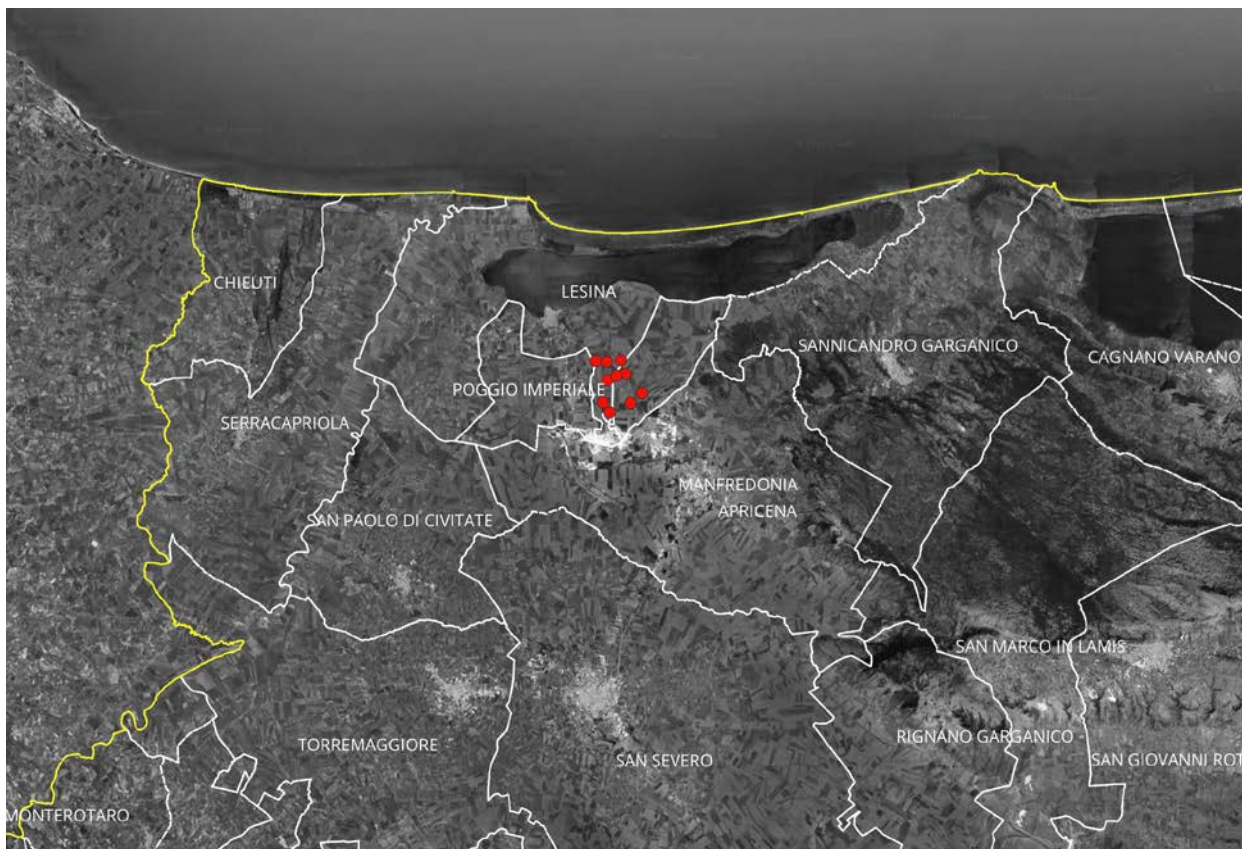 CHIEUTI
LESINA
SANNICANDRO GARGANICO
CAGNANO VARANO
POGGIO IMPERIALE
SERRACAPRIOLA
MANFREDONIA
APRICENA
SAN PAOLO DI CIVITATE
SAN MARCO IN LAMIS
RIGNANO GARGANICO
TORREMAGGIORE
SAN SEVERO
SAN GIOVANNI ROT
MONTEROTARO